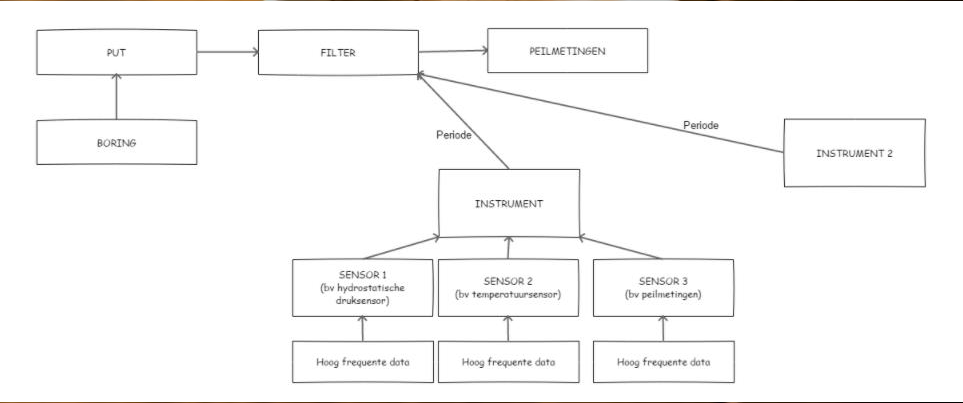 PUT
FILTER
PEILMETINGEN
BORING
Periode
Periode
INSTRUMENT 2
INSTRUMENT
SENSOR 1
(bv hydrostatische
druksensor)
SENSOR 2
(bv temperatuursensor)
SENSOR 3
(bv peilmetingen)
Hoog frequente data
Hoog frequente data
Hoog frequente data